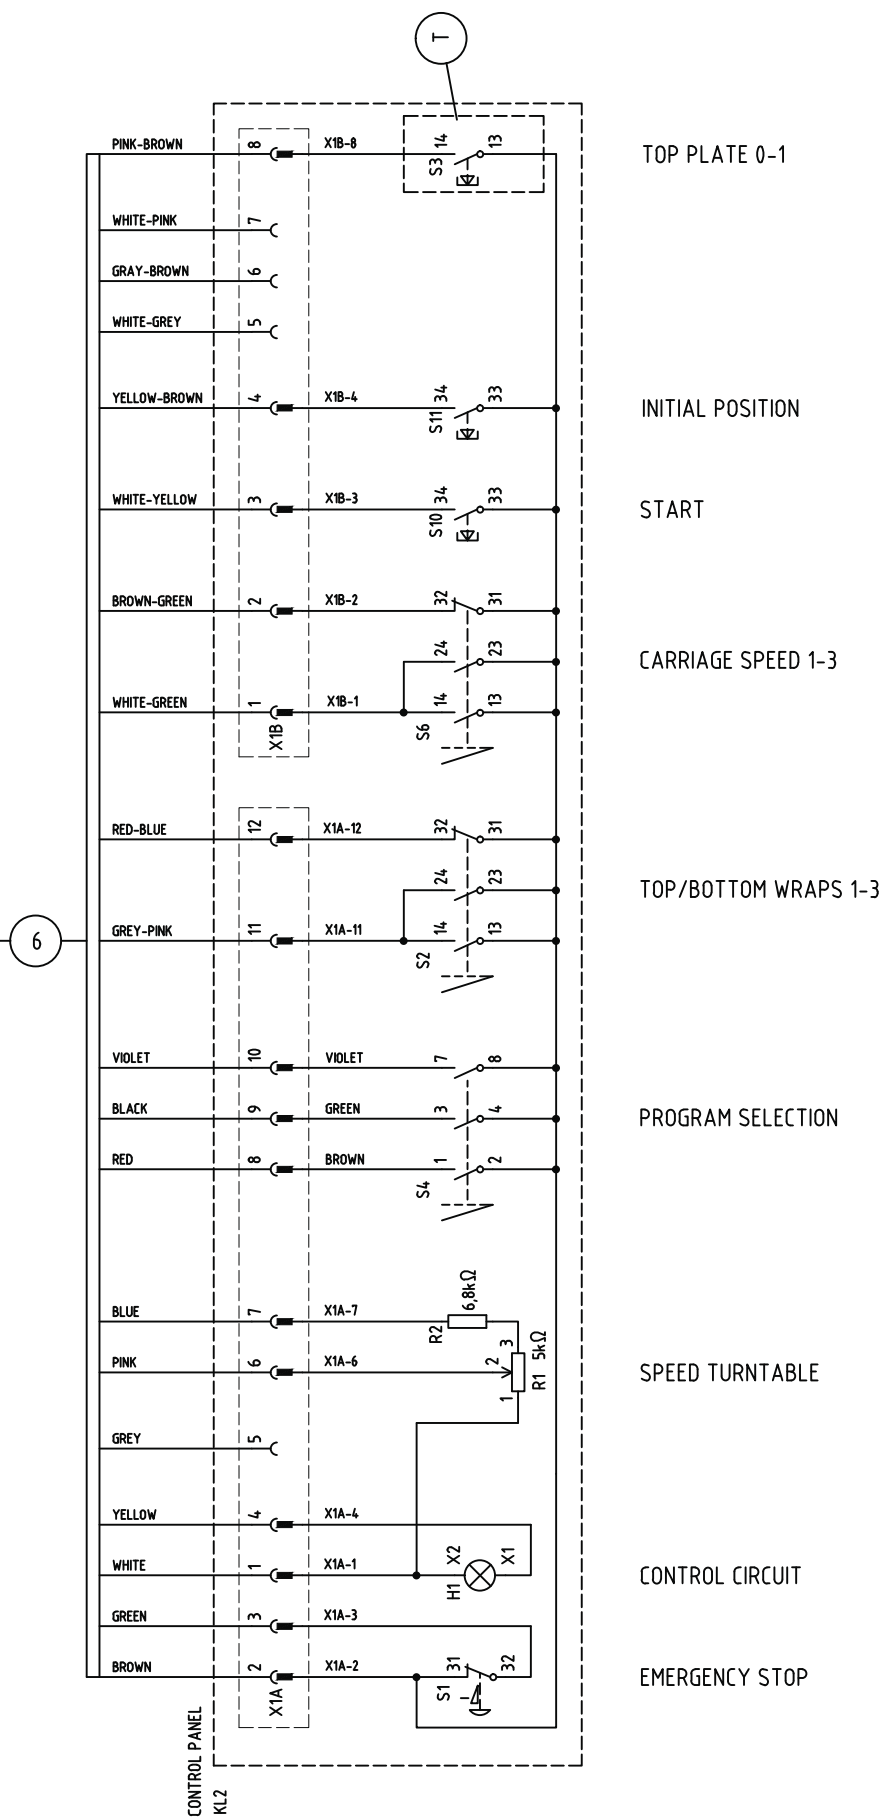 T
PINK-BROWN 8 X1B-8 S3 14 13 TOP PLATE 0-1
WHITE-PINK 7
GRAY-BROWN 6
WHITE-GREY 5
YELLOW-BROWN 4 X1B-4 S11 34 33 INITIAL POSITION
WHITE-YELLOW 3 X1B-3 S10 34 33 START
BROWN-GREEN 2 X1B-2 32 31
24 23 CARRIAGE SPEED 1-3
WHITE-GREEN 1 X1B-1 14 13
X1B S6
RED-BLUE 12 X1A-12 32 31
24 23 TOP/BOTTOM WRAPS 1-3
6 GREY-PINK 11 X1A-11 14 13
S2
VIOLET 10 VIOLET 7 8
BLACK 9 GREEN 3 4 PROGRAM SELECTION
RED 8 BROWN 1 2
S4
6,8kΩ
BLUE 7 X1A-7 R2
3 5kΩ
PINK 6 X1A-6 2 R1 SPEED TURNTABLE
1
GREY 5
YELLOW 4 X1A-4
X2 X1
WHITE 1 X1A-1 H1 CONTROL CIRCUIT
GREEN 3 X1A-3
BROWN 2 X1A-2 31 32 EMERGENCY STOP
X1A S1
CONTROL PANEL
KL2